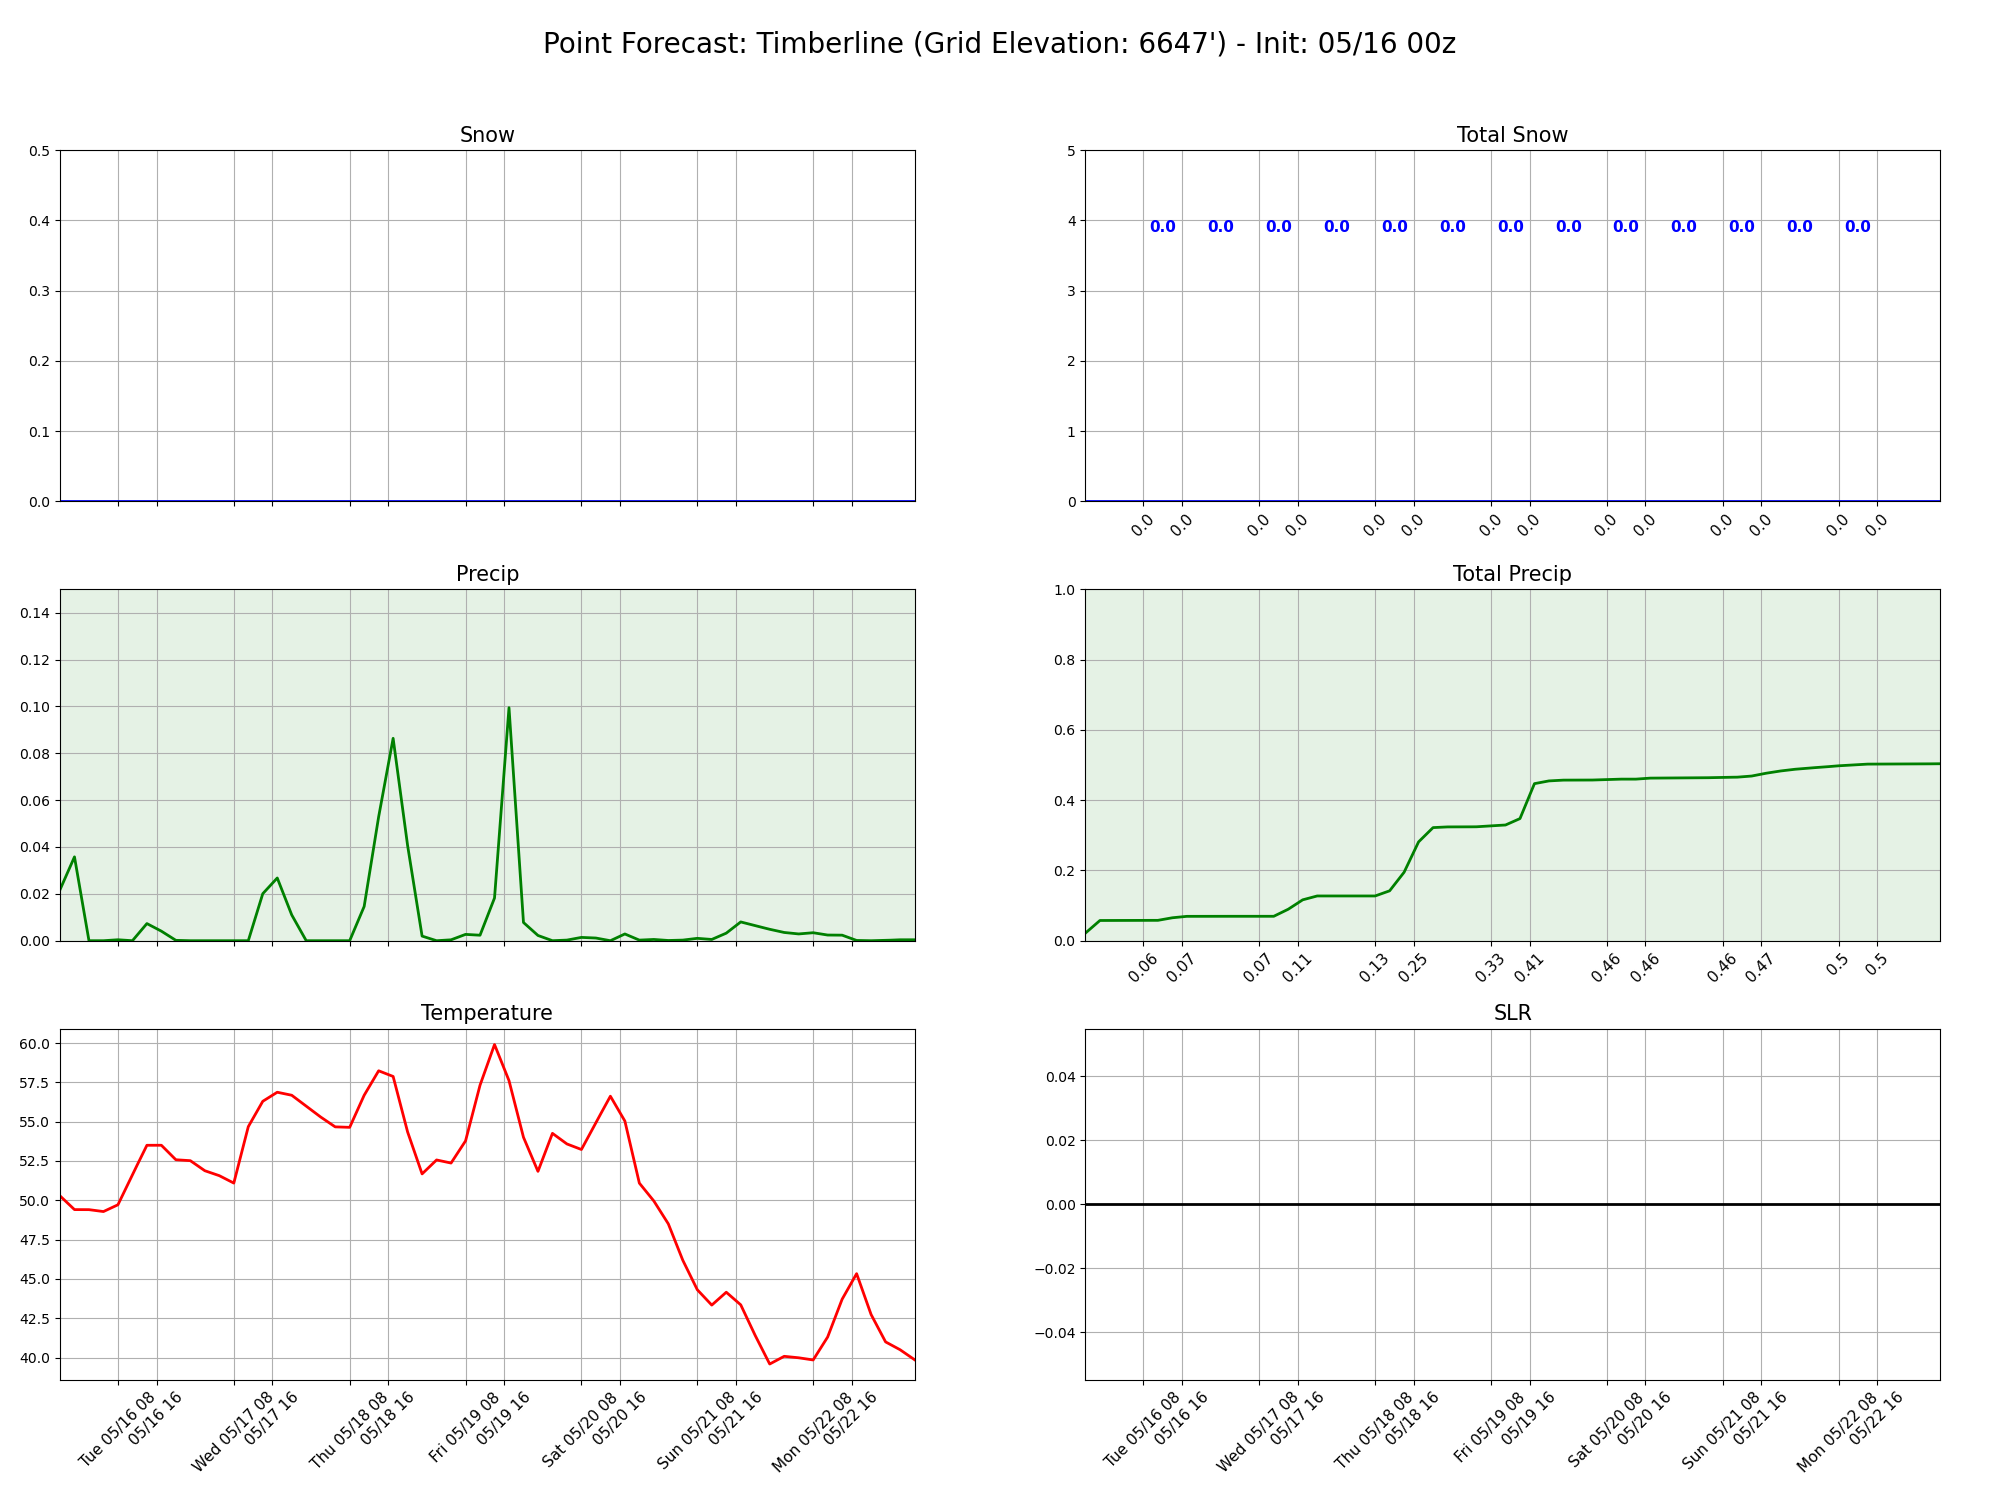 Point Forecast: Timberline (Grid Elevation: 6647') - Init: 05/16 00z
Snow
0.5
0.4
0.3
0.2
0.1
0.0
Total Snow
5
4
3
2
1
0
0.0 0.0 0.0 0.0 0.0 0.0 0.0 0.0 0.0 0.0 0.0 0.0 0.0
0.0 0.0 0.0 0.0 0.0 0.0 0.0 0.0 0.0 0.0 0.0 0.0 0.0 0.0
Precip
0.14
0.12
0.10
0.08
0.06
0.04
0.02
0.00
Total Precip
1.0
0.8
0.6
0.4
0.2
0.0
0.06 0.07 0.07 0.11 0.13 0.25 0.33 0.41 0.46 0.46 0.46 0.47 0.5 0.5
Temperature
60.0
57.5
55.0
52.5
50.0
47.5
45.0
42.5
40.0
Tue 05/16 08
05/16 16
Wed 05/17 08
05/17 16
Thu 05/18 08
05/18 16
Fri 05/19 08
05/19 16
Sat 05/20 08
05/20 16
Sun 05/21 08
05/21 16
Mon 05/22 08
05/22 16
SLR
0.04
0.02
0.00
−0.02
−0.04
Tue 05/16 08
05/16 16
Wed 05/17 08
05/17 16
Thu 05/18 08
05/18 16
Fri 05/19 08
05/19 16
Sat 05/20 08
05/20 16
Sun 05/21 08
05/21 16
Mon 05/22 08
05/22 16